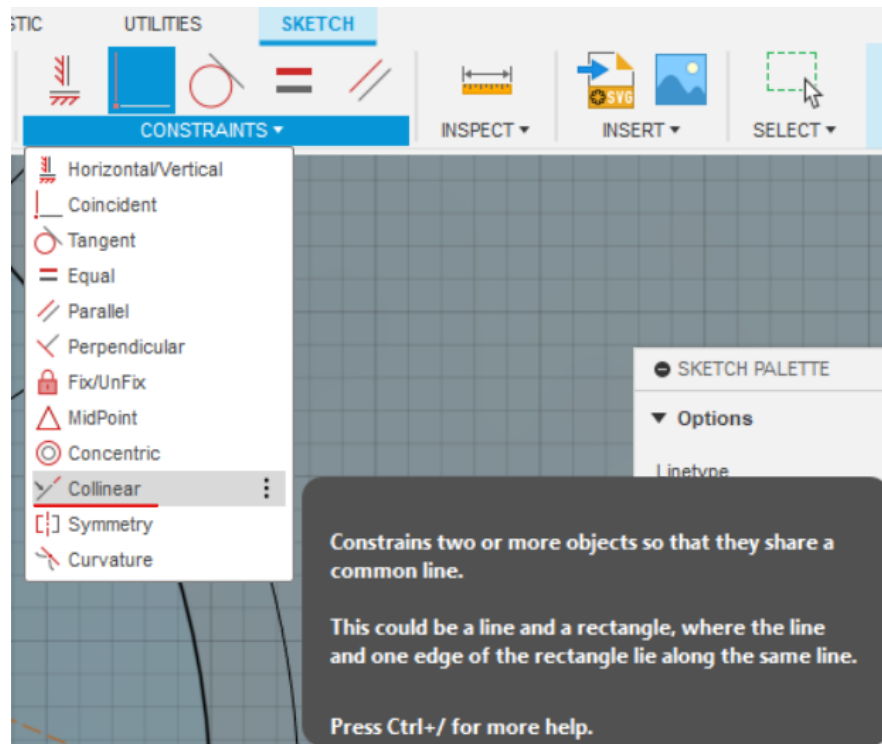 STIC UTILITIES SKETCH
SVG
CONSTRAINTS INSPECT INSERT SELECT
Horizontal/Vertical
Coincident
Tangent
Equal
Parallel
Perpendicular
Fix/UnFix
MidPoint
Concentric
Collinear
Symmetry
Curvature
SKETCH PALETTE
Options
Linetype
Constrains two or more objects so that they share a
common line.
This could be a line and a rectangle, where the line
and one edge of the rectangle lie along the same line.
Press Ctrl+/ for more help.